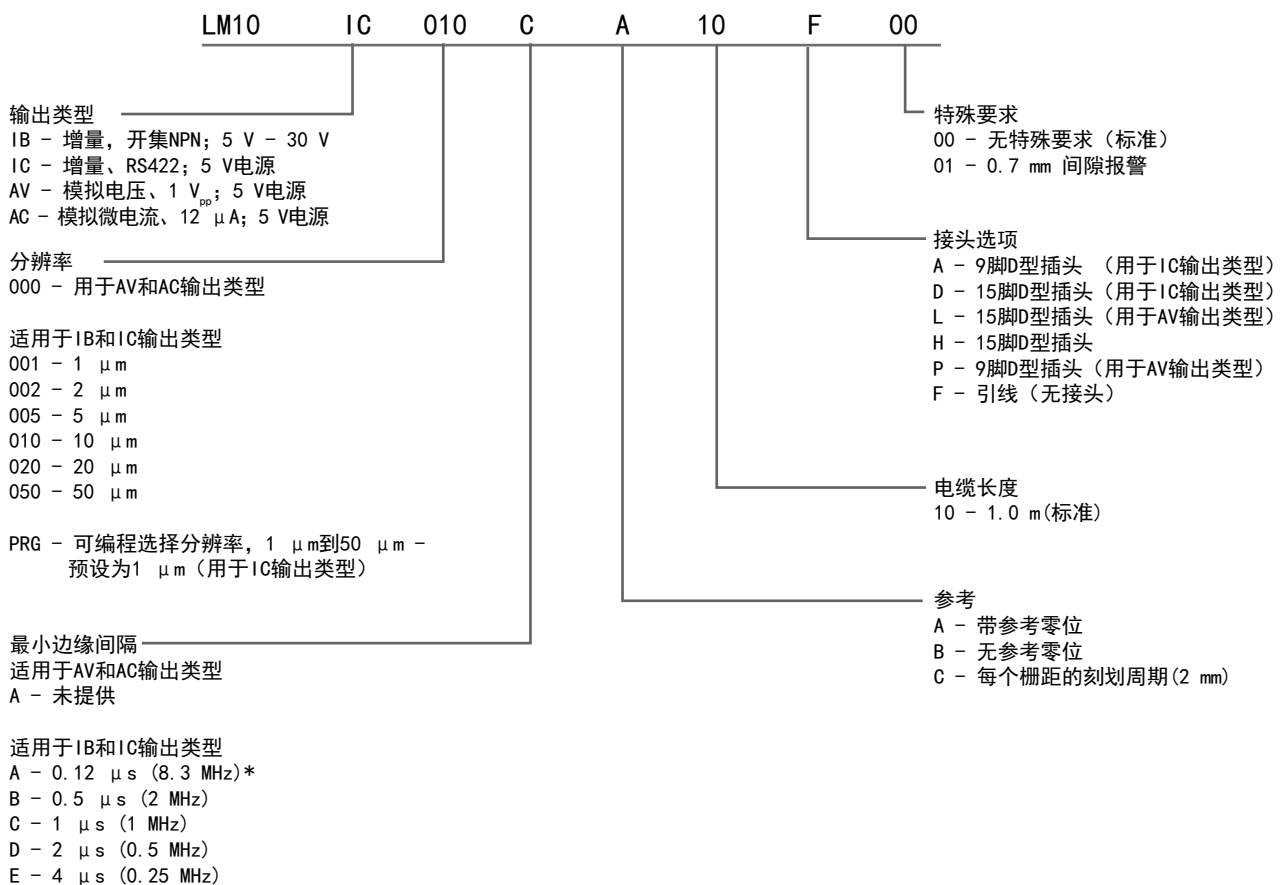 LM10 IC 010 C A 10 F 00
输出类型
IB - 增量，开集NPN；5 V - 30 V
IC - 增量、RS422；5 V电源
AV - 模拟电压、1 Vpp；5 V电源
AC - 模拟微电流、12 μA；5 V电源
分辨率
000 - 用于AV和AC输出类型
适用于IB和IC输出类型
001 - 1 μm
002 - 2 μm
005 - 5 μm
010 - 10 μm
020 - 20 μm
050 - 50 μm
PRG - 可编程选择分辨率，1 μm到50 μm -
预设为1 μm（用于IC输出类型）
最小边缘间隔
适用于AV和AC输出类型
A - 未提供
适用于IB和IC输出类型
A - 0.12 μs (8.3 MHz)*
B - 0.5 μs (2 MHz)
C - 1 μs (1 MHz)
D - 2 μs (0.5 MHz)
E - 4 μs (0.25 MHz)
特殊要求
00 - 无特殊要求（标准）
01 - 0.7 mm 间隙报警
接头选项
A - 9脚D型插头 （用于IC输出类型）
D - 15脚D型插头（用于IC输出类型）
L - 15脚D型插头（用于AV输出类型）
H - 15脚D型插头
P - 9脚D型插头（用于AV输出类型）
F - 引线（无接头）
电缆长度
10 - 1.0 m(标准)
参考
A - 带参考零位
B - 无参考零位
C - 每个栅距的刻划周期(2 mm)